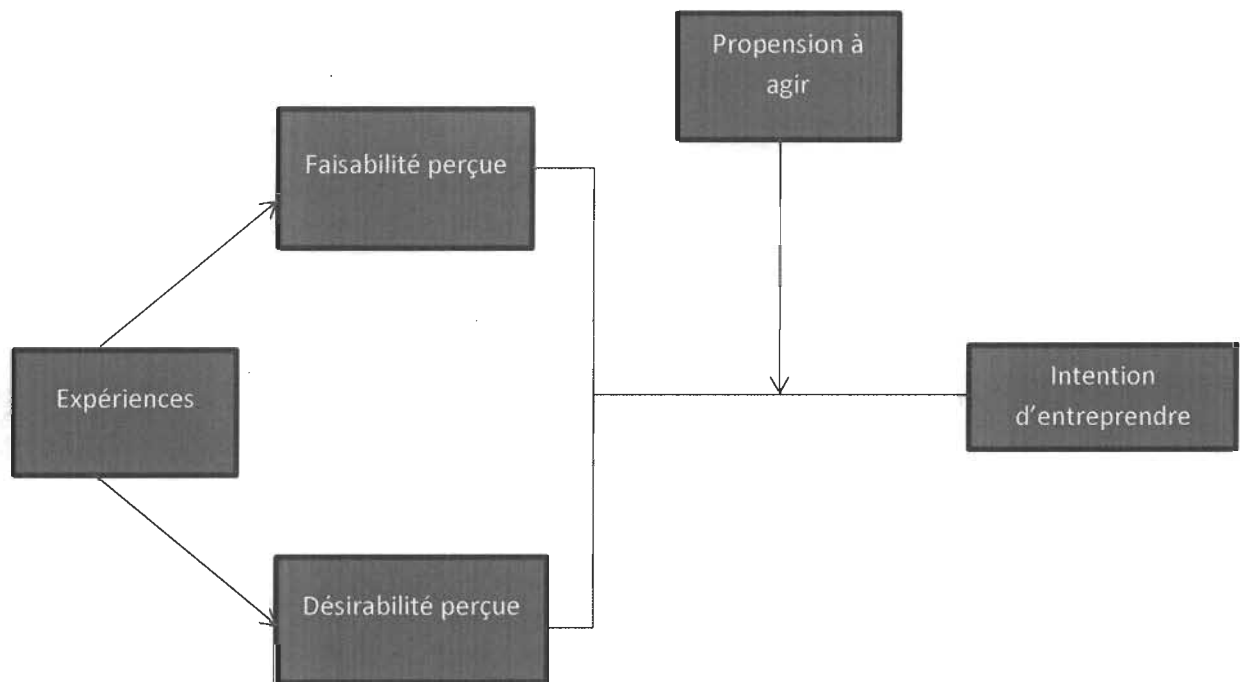 Propension à
agir
Faisabilité perçue
Expériences
Intention
d'entreprendre
Désirabilité perçue